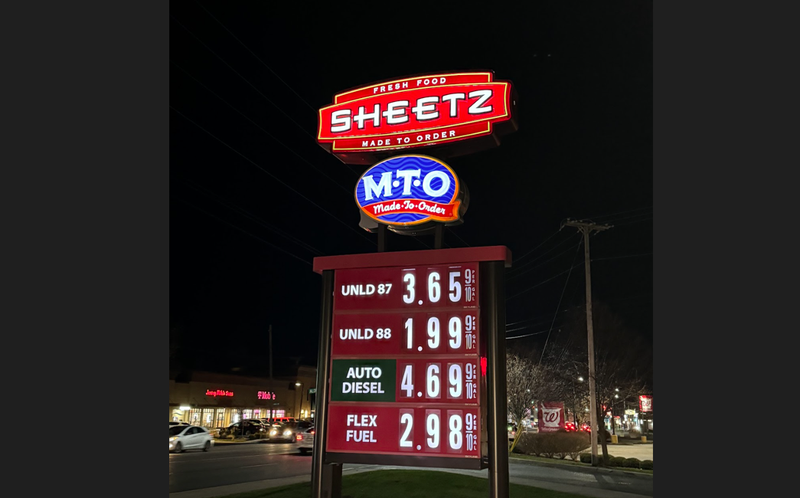 FRESH FOOD
SHEETZ
MADE TO ORDER
M·T·O
Made·To·Order
UNLD 87 3.65 9/10
UNLD 88 1.99 9/10
AUTO DIESEL 4.69 9/10
FLEX FUEL 2.98 9/10
W